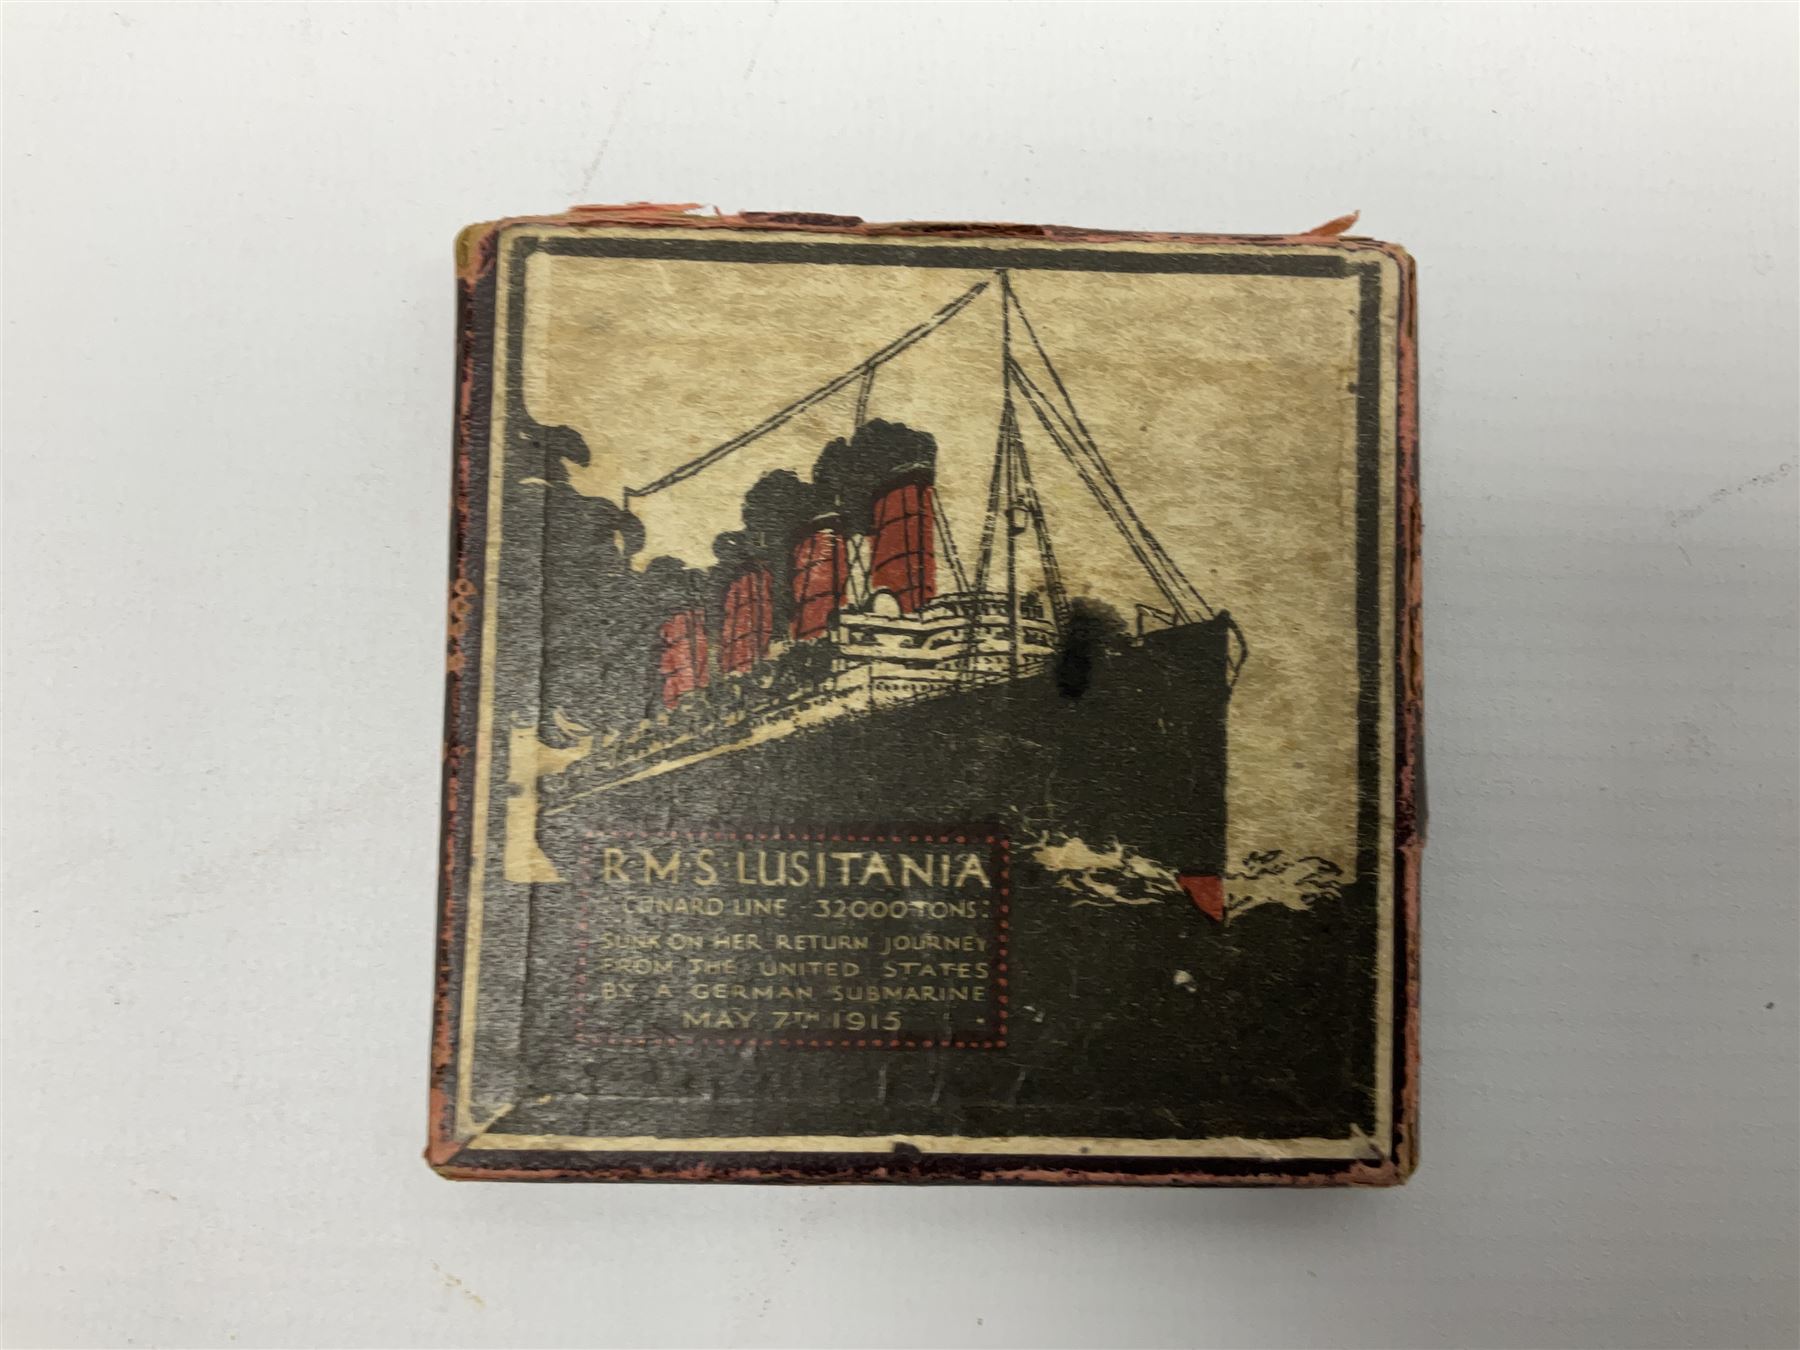 R·M·S·LUSITANIA
CUNARD LINE 32000 TONS:
SUNK ON HER RETURN JOURNEY
FROM THE UNITED STATES
BY A GERMAN SUBMARINE
MAY 7TH 1915